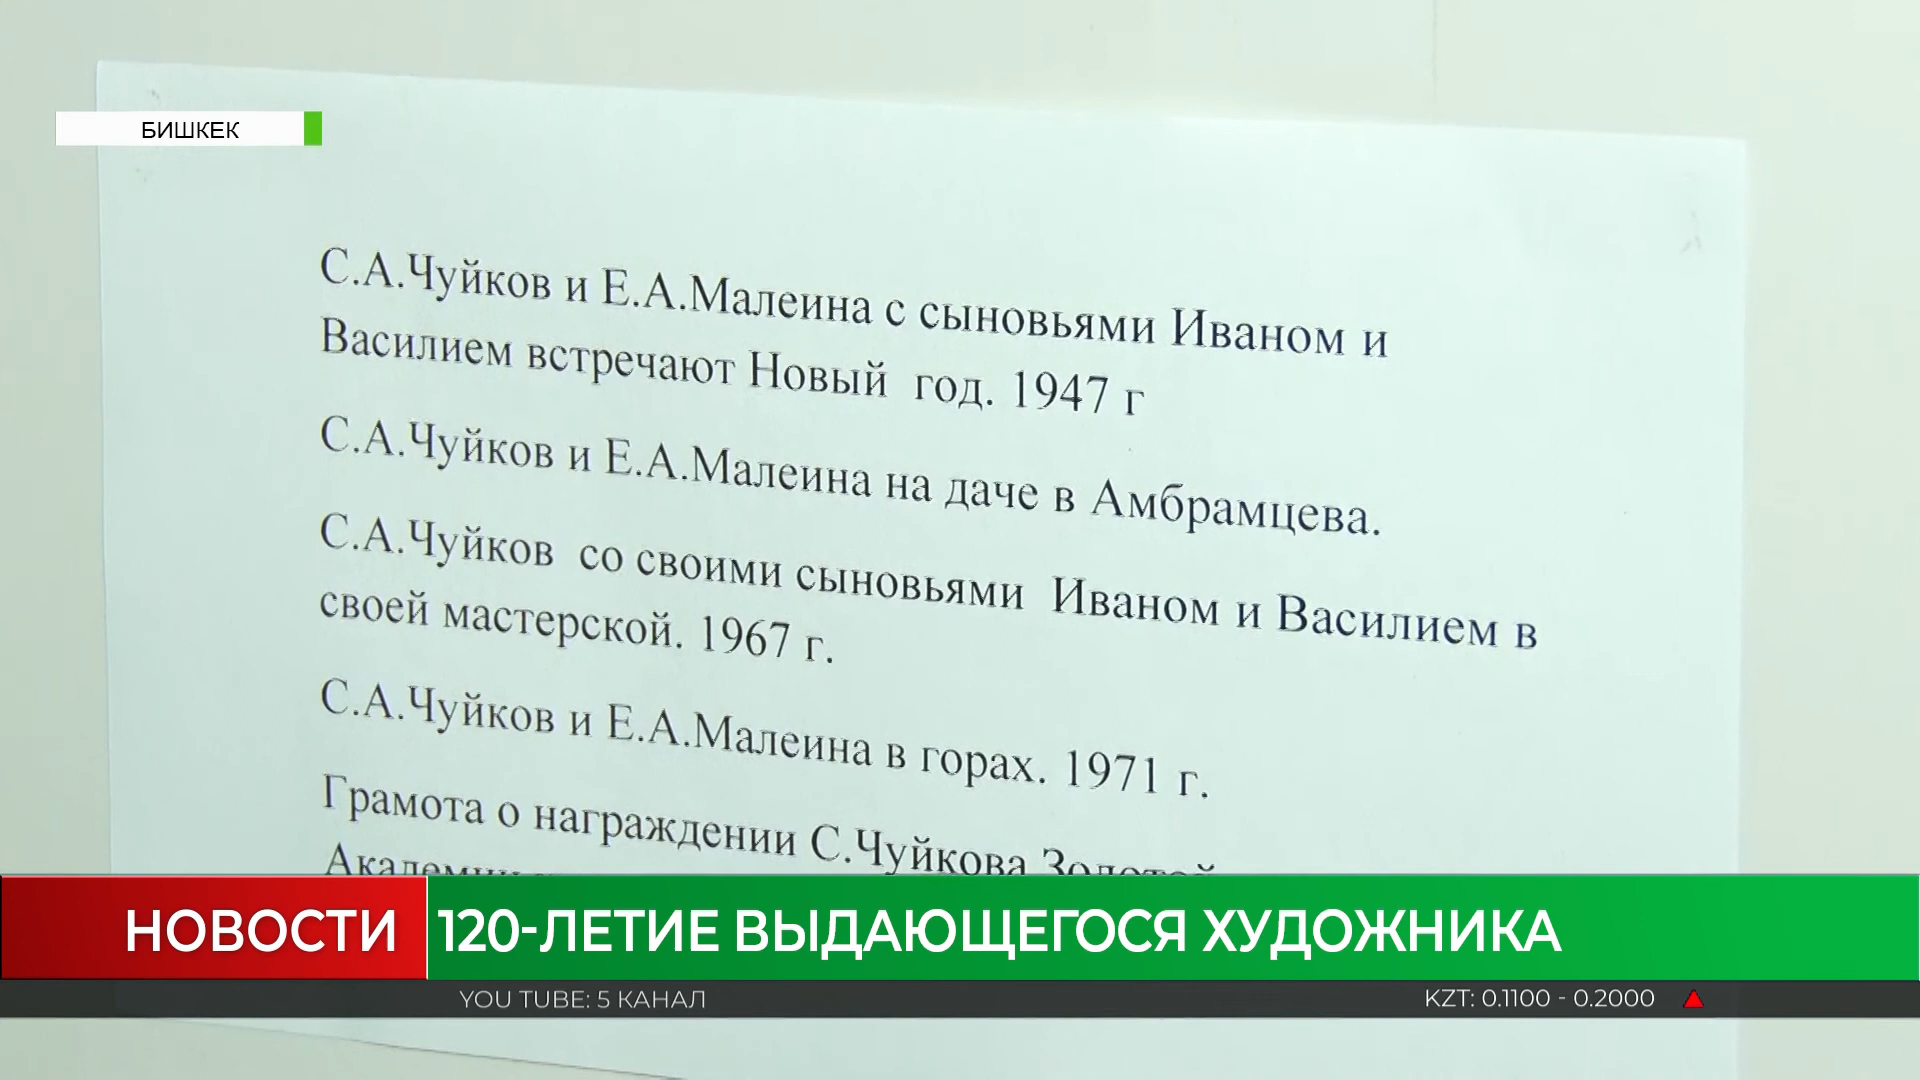 БИШКЕК
С.А.Чуйков и Е.А.Малеина с сыновьями Иваном и
Василием встречают Новый год. 1947 г
С.А.Чуйков и Е.А.Малеина на даче в Амбрамцева.
С.А.Чуйков со своими сыновьями Иваном и Василием в
своей мастерской. 1967 г.
С.А.Чуйков и Е.А.Малеина в горах. 1971 г.
Грамота о награждении С.Чуйкова Золотой
НОВОСТИ
120-ЛЕТИЕ ВЫДАЮЩЕГОСЯ ХУДОЖНИКА
YOU TUBE: 5 КАНАЛ
KZT: 0.1100 - 0.2000